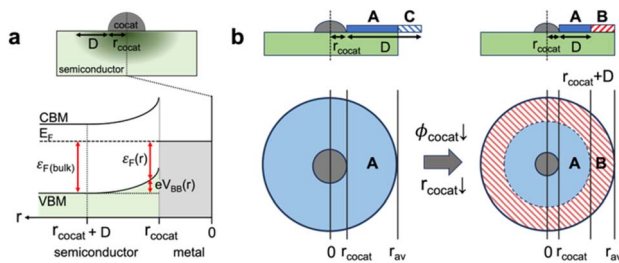 a
cocat
D
r_cocat
semiconductor
CBM
E_F
ε_F(bulk)
ε_F(r)
eV_BB(r)
VBM
r
r_cocat + D
r_cocat
0
semiconductor
metal
b
A
C
r_cocat
D
A
0 r_cocat r_av
ϕ_cocat↓
r_cocat↓
A
B
r_cocat
D
r_cocat+D
A
B
0 r_cocat r_av